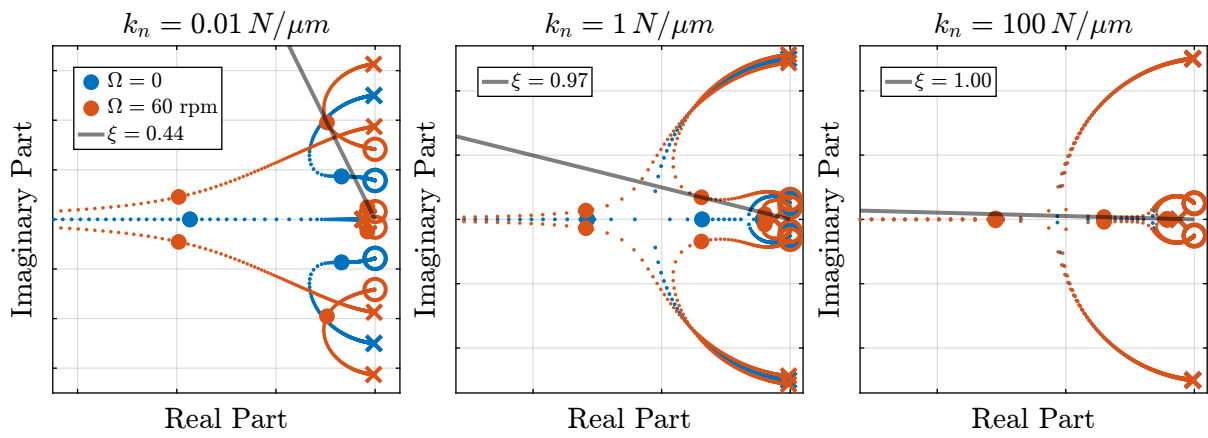 k_n = 0.01 N/μm
Imaginary Part
Ω = 0
Ω = 60 rpm
ξ = 0.44
Real Part
k_n = 1 N/μm
Imaginary Part
ξ = 0.97
Real Part
k_n = 100 N/μm
Imaginary Part
ξ = 1.00
Real Part